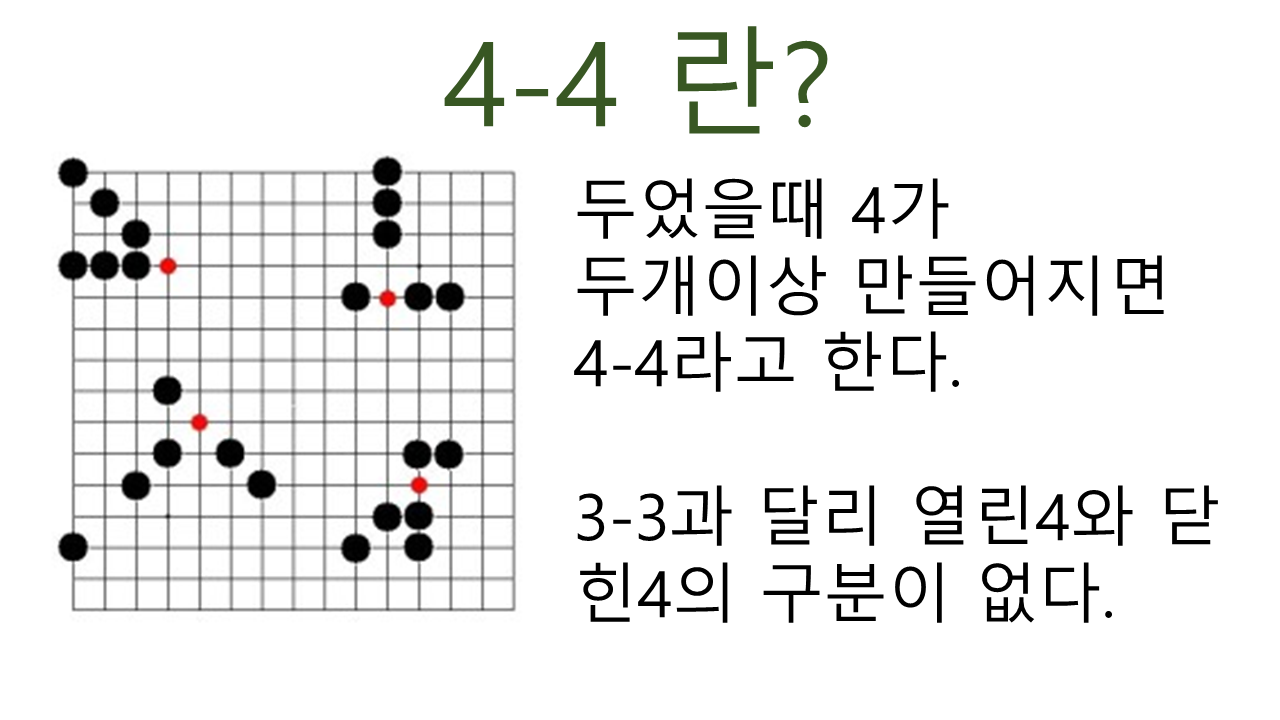 4-4 란?
두었을때 4가
두개이상 만들어지면
4-4라고 한다.
3-3과 달리 열린4와 닫
힌4의 구분이 없다.